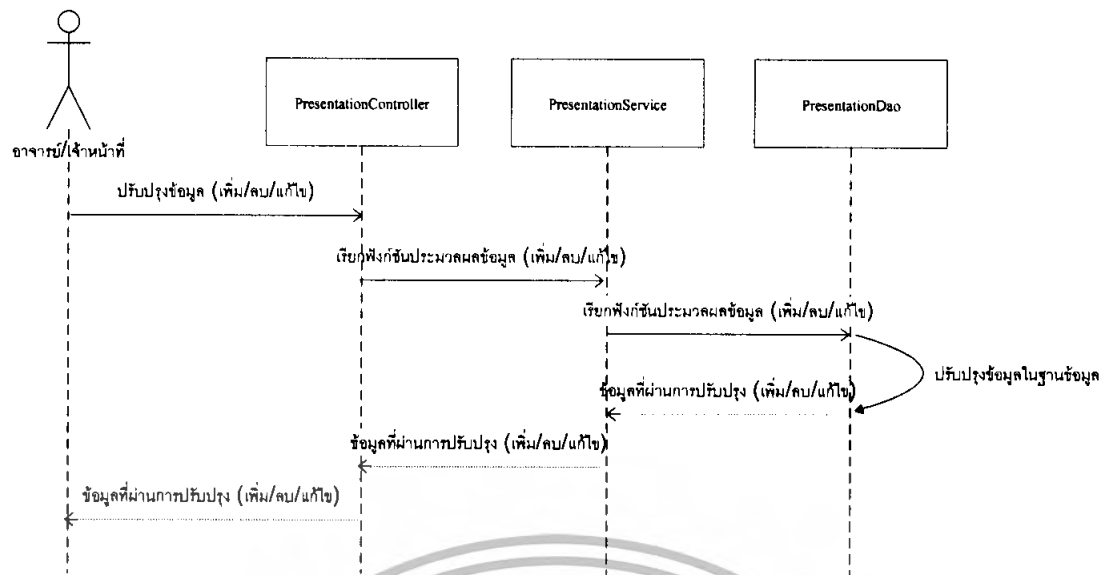 PresentationController
PresentationService
PresentationDao
อาจารย์/เจ้าหน้าที่
ปรับปรุงข้อมูล (เพิ่ม/ลบ/แก้ไข)
เรียกฟังก์ชันประมวลผลข้อมูล (เพิ่ม/ลบ/แก้ไข)
เรียกฟังก์ชันประมวลผลข้อมูล (เพิ่ม/ลบ/แก้ไข)
ปรับปรุงข้อมูลในฐานข้อมูล
ข้อมูลที่ผ่านการปรับปรุง (เพิ่ม/ลบ/แก้ไข)
ข้อมูลที่ผ่านการปรับปรุง (เพิ่ม/ลบ/แก้ไข)
ข้อมูลที่ผ่านการปรับปรุง (เพิ่ม/ลบ/แก้ไข)